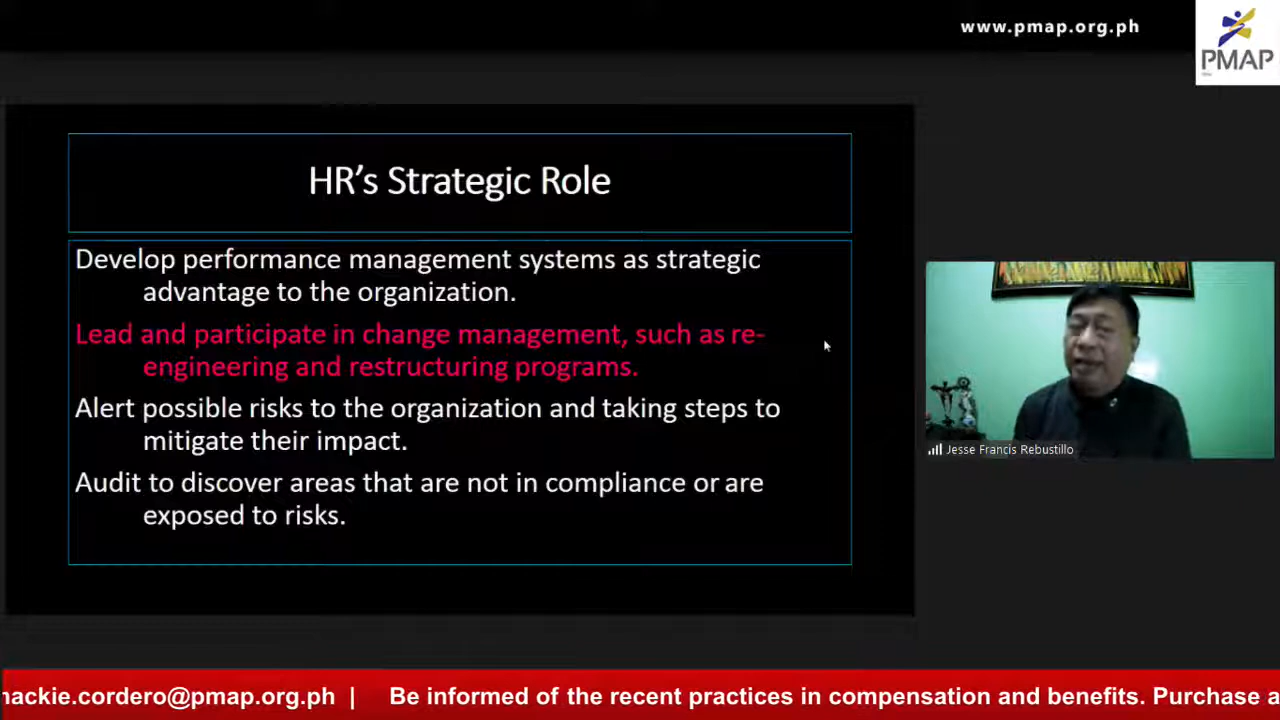 www.pmap.org.ph
PMAP
HR’s Strategic Role
Develop performance management systems as strategic
advantage to the organization.
Lead and participate in change management, such as re-
engineering and restructuring programs.
Alert possible risks to the organization and taking steps to
mitigate their impact.
Audit to discover areas that are not in compliance or are
exposed to risks.
Jesse Francis Rebustillo
nackie.cordero@pmap.org.ph | Be informed of the recent practices in compensation and benefits. Purchase a